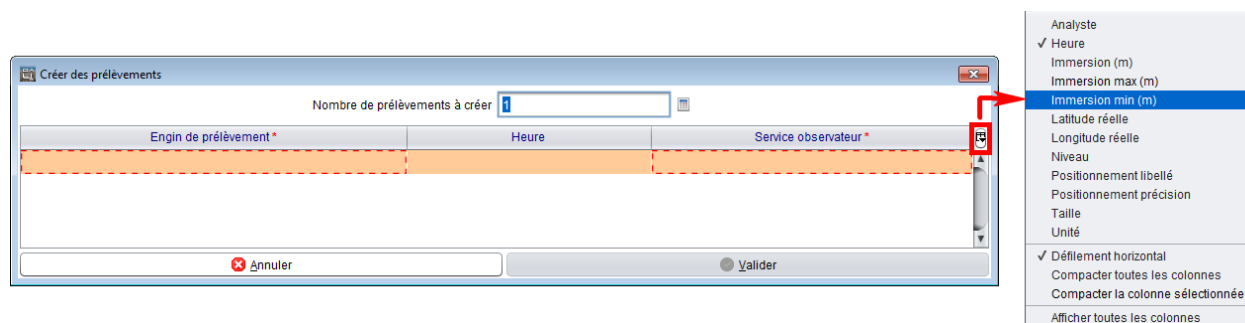 Créer des prélèvements
Nombre de prélèvements à créer 1
Engin de prélèvement * Heure Service observateur *
Annuler Valider
Analyste
✓ Heure
Immersion (m)
Immersion max (m)
Immersion min (m)
Latitude réelle
Longitude réelle
Niveau
Positionnement libellé
Positionnement précision
Taille
Unité
✓ Défilement horizontal
Compacter toutes les colonnes
Compacter la colonne sélectionnée
Afficher toutes les colonnes